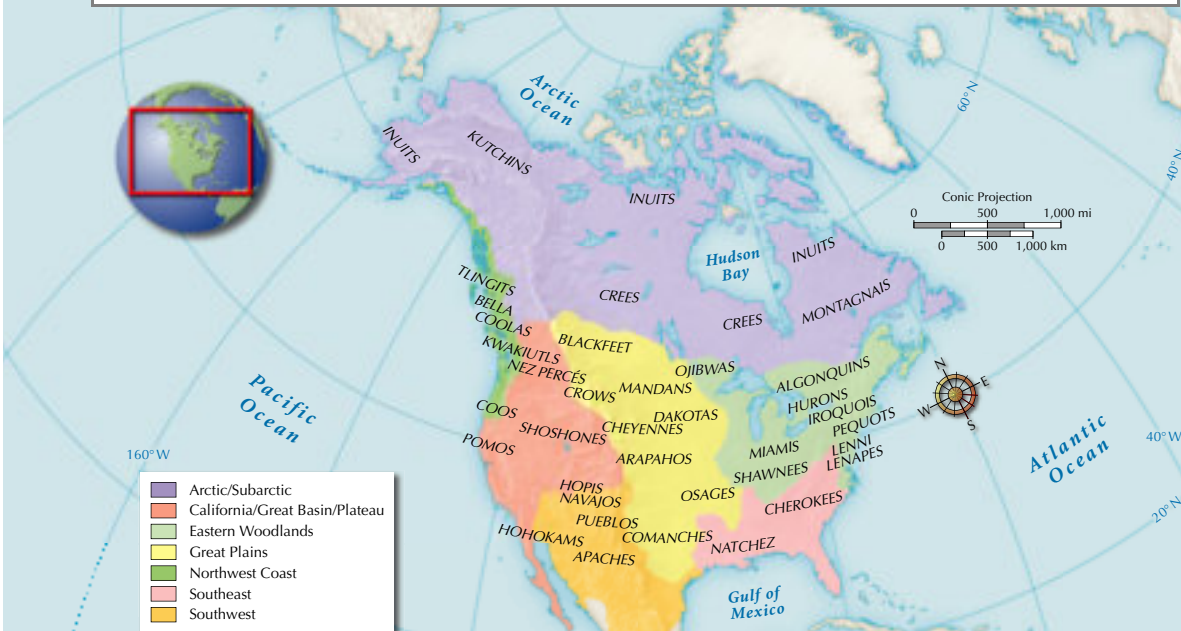 Arctic
Ocean
60°N
40°N
INUITS
KUTCHINS
INUITS
Conic Projection
0 500 1,000 mi
0 500 1,000 km
Hudson
Bay
INUITS
TLINGITS
BELLA
COOLAS
CREES
CREES
MONTAGNAIS
KWAKIUTLS
BLACKFEET
NEZ PERCÉS
OJIBWAS
ALGONQUINS
CROWS
MANDANS
HURONS
IROQUOIS
PEQUOTS
N
E
S
W
Pacific
Ocean
COOS
SHOSHONES
DAKOTAS
CHEYENNES
POMOS
ARAPAHOS
MIAMIS
LENNI
LENAPES
SHAWNEES
Atlantic
Ocean
40°W
160°W
20°N
HOPIS
NAVAJOS
OSAGES
CHEROKEES
PUEBLOS
HOHOKAMS
COMANCHES
NATCHEZ
APACHES
Gulf of
Mexico
Arctic/Subarctic
California/Great Basin/Plateau
Eastern Woodlands
Great Plains
Northwest Coast
Southeast
Southwest